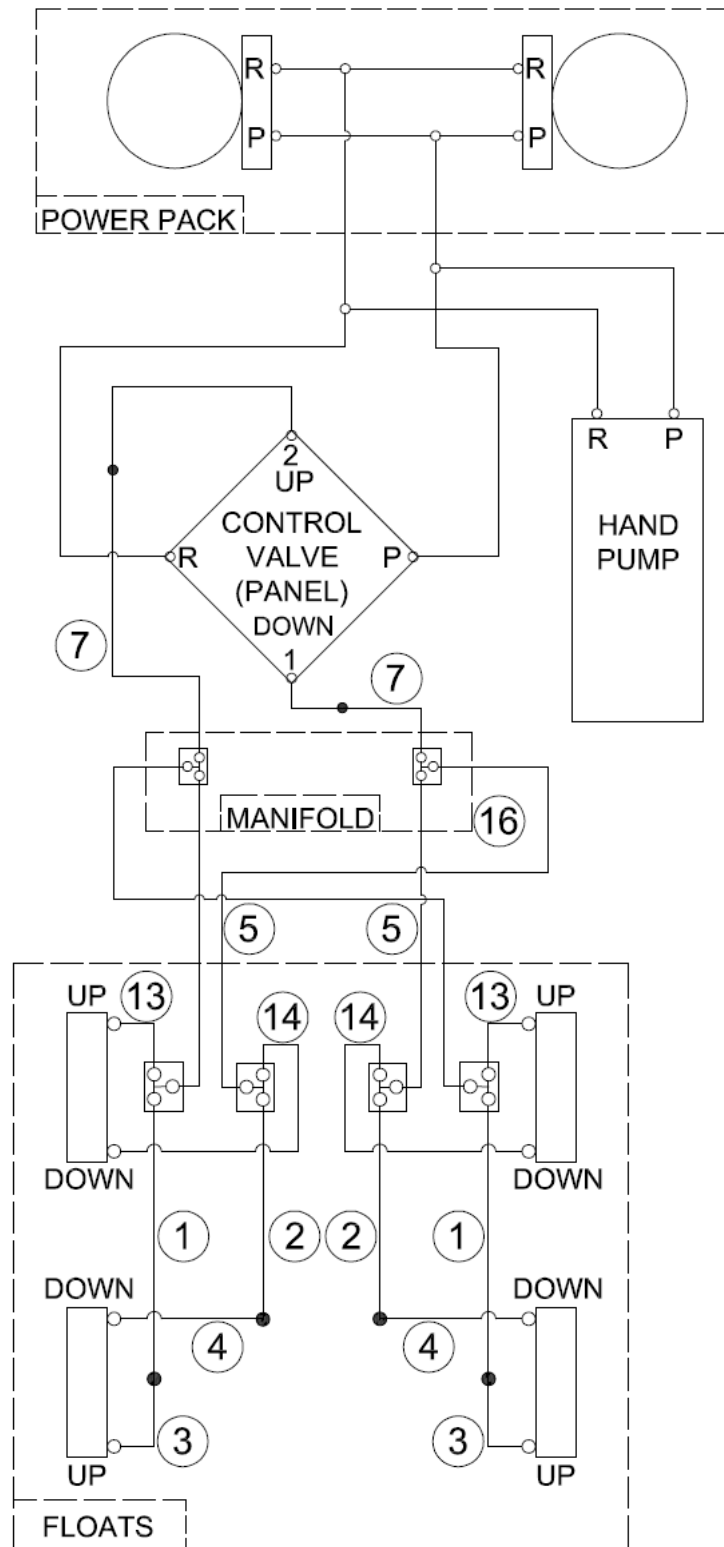 R
R
P
P
POWER PACK
2
UP
CONTROL
VALVE
(PANEL)
DOWN
1
R
P
R P
HAND
PUMP
7
7
MANIFOLD
16
5
5
UP
13
14
14
13
UP
DOWN
DOWN
1
2
2
1
DOWN
DOWN
4
4
3
3
UP
UP
FLOATS